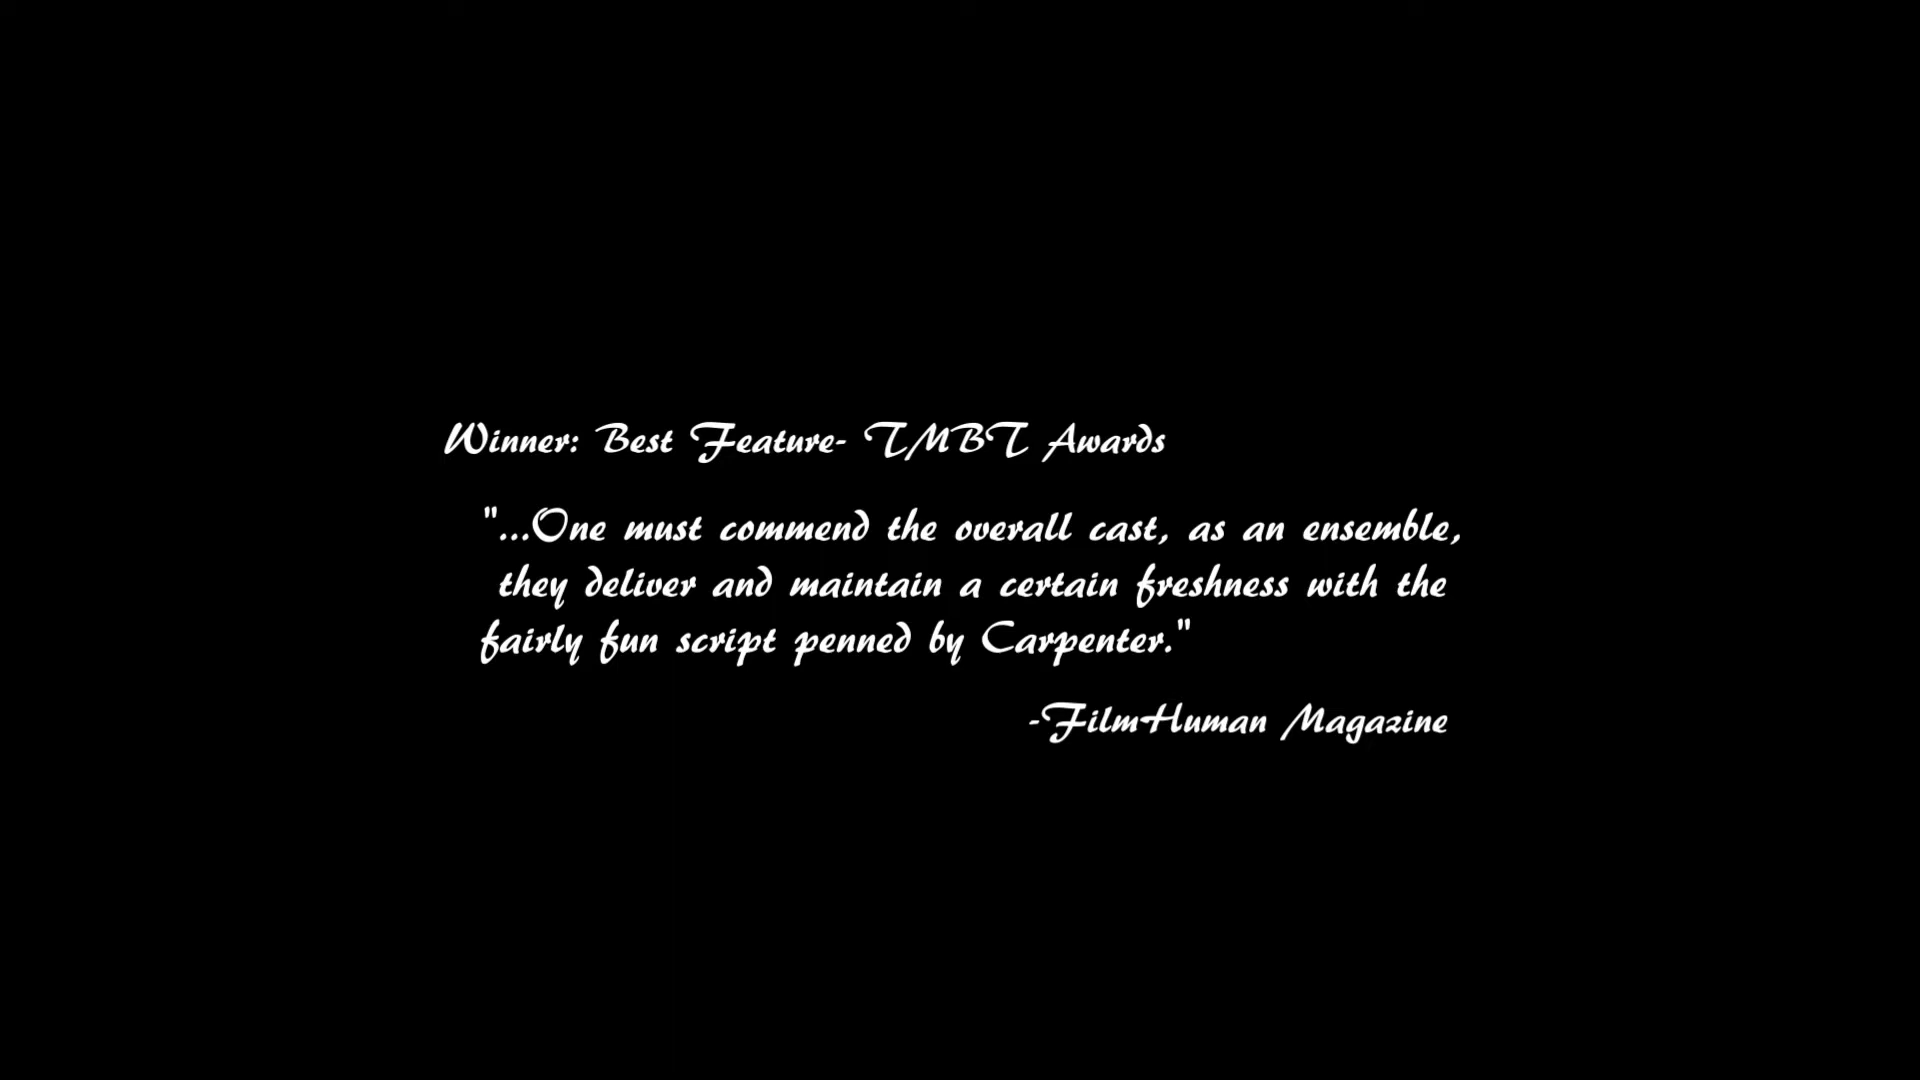 Winner: Best Feature- TMBT Awards
"...One must commend the overall cast, as an ensemble,
they deliver and maintain a certain freshness with the
fairly fun script penned by Carpenter."
-FilmHuman Magazine